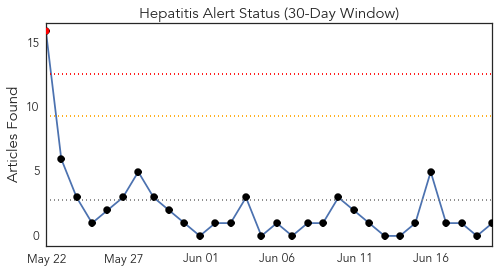 Hepatitis Alert Status (30-Day Window)
Articles Found
15
10
5
0
May 22
May 27
Jun 01
Jun 06
Jun 11
Jun 16